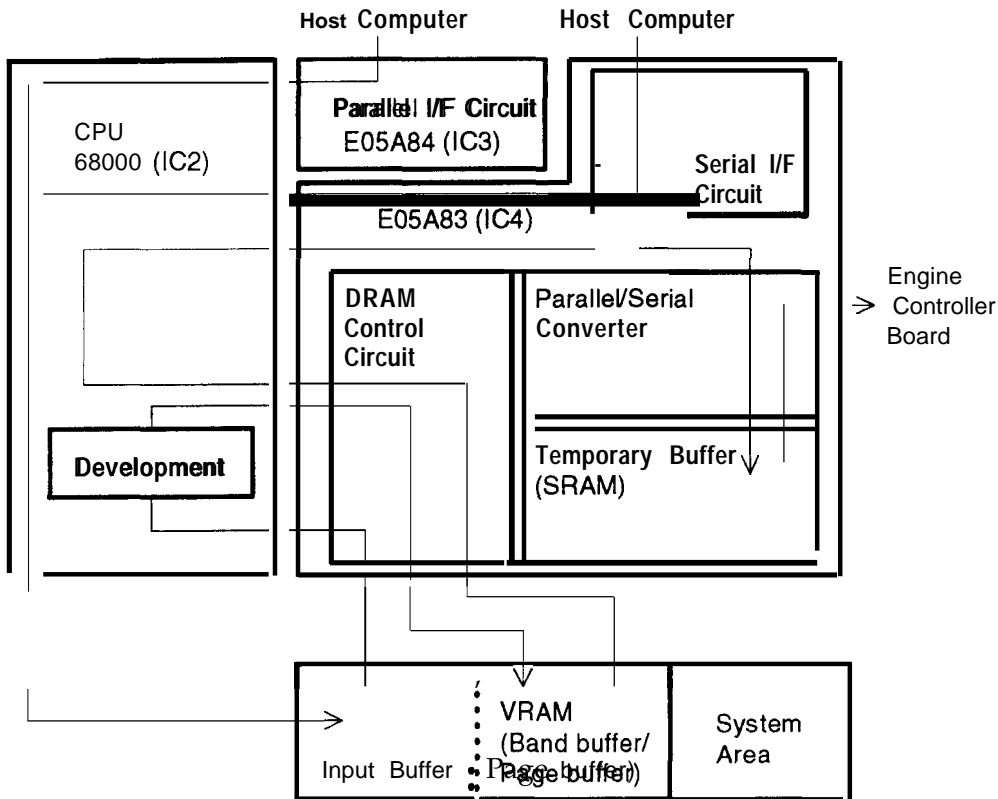 Host Computer
Host Computer
Parallel I/F Circuit
E05A84 (IC3)
CPU
68000 (IC2)
Serial I/F
Circuit
E05A83 (IC4)
DRAM
Control
Circuit
Parallel/Serial
Converter
Engine
Controller
Board
Development
Temporary Buffer
(SRAM)
VRAM
(Band buffer/
Page buffer)
Input Buffer
System
Area